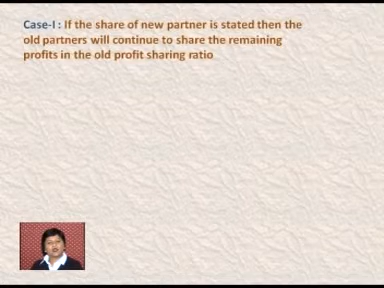 Case-I : If the share of new partner is stated then the
old partners will continue to share the remaining
profits in the old profit sharing ratio